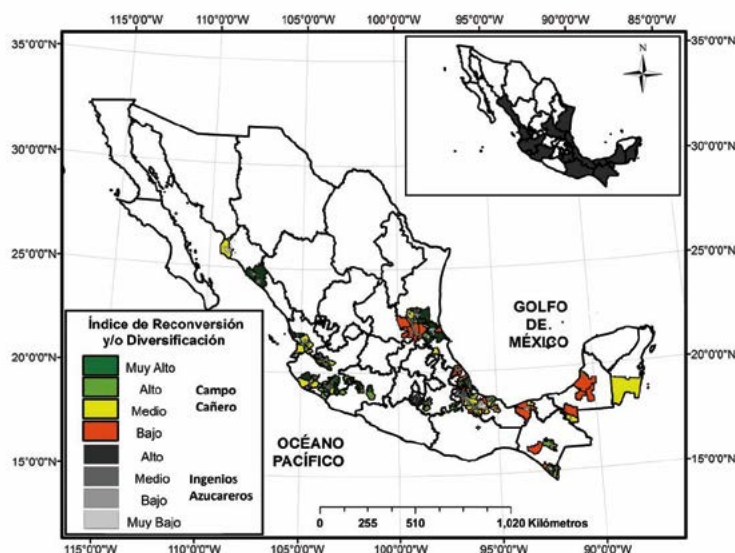 110°0'0"W 105°0'0"W 100°0'0"W 95°0'0"W 90°0'0"W 85°0'0"W
35°0'0"N 35°0'0"N
N
30°0'0"N 30°0'0"N
25°0'0"N 25°0'0"N
GOLFO
DE
MÉXICO
Índice de Reconversión
y/o Diversificación
Muy Alto
Alto
Medio
Bajo
Campo
Cañero
Alto
Medio
Bajo
Muy Bajo
Ingenios
Azucareros
20°0'0"N 20°0'0"N
OCÉANO
PACÍFICO
15°0'0"N 15°0'0"N
0 255 510 1,020 Kilómetros
115°0'0"W 110°0'0"W 105°0'0"W 100°0'0"W 95°0'0"W 90°0'0"W